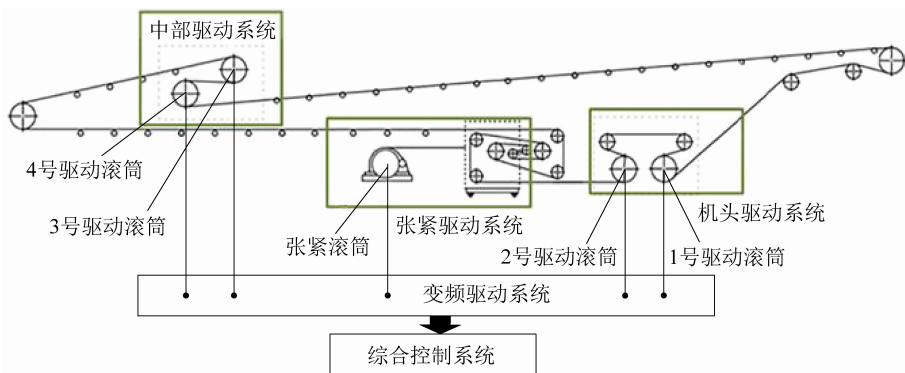 中部驱动系统
4号驱动滚筒
3号驱动滚筒
张紧滚筒
张紧驱动系统
2号驱动滚筒
1号驱动滚筒
机头驱动系统
变频驱动系统
综合控制系统